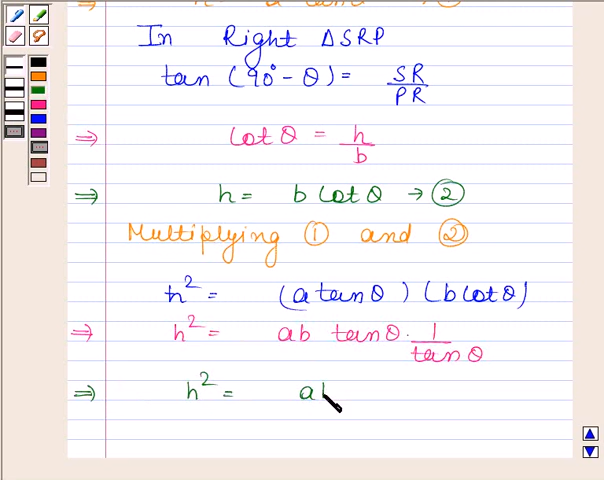 In Right ΔSRP
tan (90° - θ) = SR/PR
⇒ Cot θ = h/b
⇒ h = b Cot θ → ②
Multiplying ① and ②
h² = (a tan θ) (b Cot θ)
⇒ h² = ab tan θ · 1/tan θ
⇒ h² = a